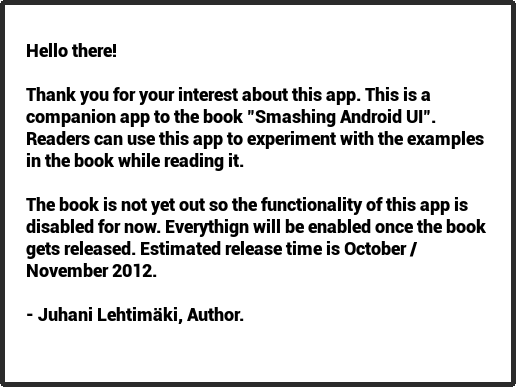 Hello there!
Thank you for your interest about this app. This is a
companion app to the book "Smashing Android UI".
Readers can use this app to experiment with the examples
in the book while reading it.
The book is not yet out so the functionality of this app is
disabled for now. Everythign will be enabled once the book
gets released. Estimated release time is October /
November 2012.
- Juhani Lehtimäki, Author.